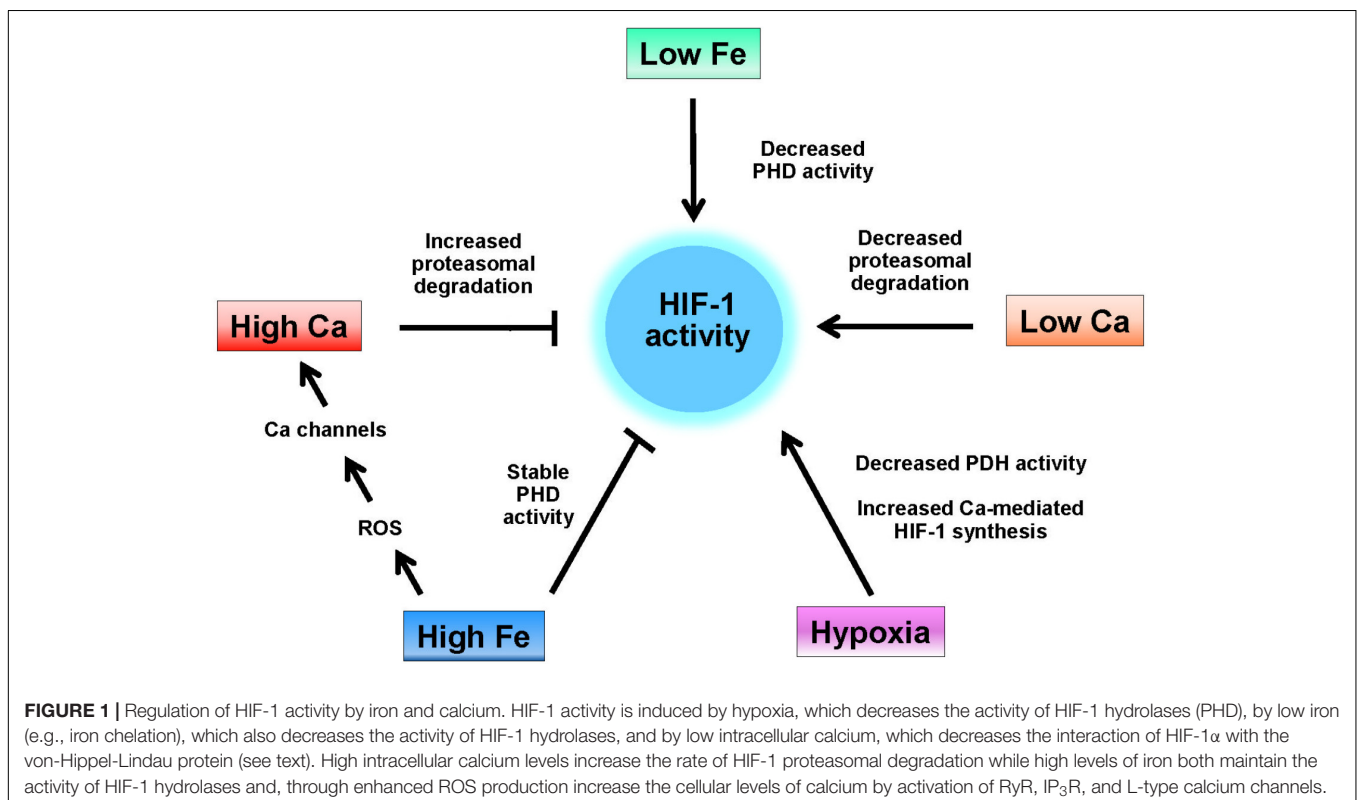 Low Fe
Decreased
PHD activity
Increased
proteasomal
degradation
Decreased
proteasomal
degradation
HIF-1
activity
High Ca
Low Ca
Ca channels
Stable
PHD
activity
Decreased PDH activity
Increased Ca-mediated
HIF-1 synthesis
ROS
High Fe
Hypoxia
FIGURE 1 | Regulation of HIF-1 activity by iron and calcium. HIF-1 activity is induced by hypoxia, which decreases the activity of HIF-1 hydrolases (PHD), by low iron
(e.g., iron chelation), which also decreases the activity of HIF-1 hydrolases, and by low intracellular calcium, which decreases the interaction of HIF-1α with the
von-Hippel-Lindau protein (see text). High intracellular calcium levels increase the rate of HIF-1 proteasomal degradation while high levels of iron both maintain the
activity of HIF-1 hydrolases and, through enhanced ROS production increase the cellular levels of calcium by activation of RyR, IP₃R, and L-type calcium channels.